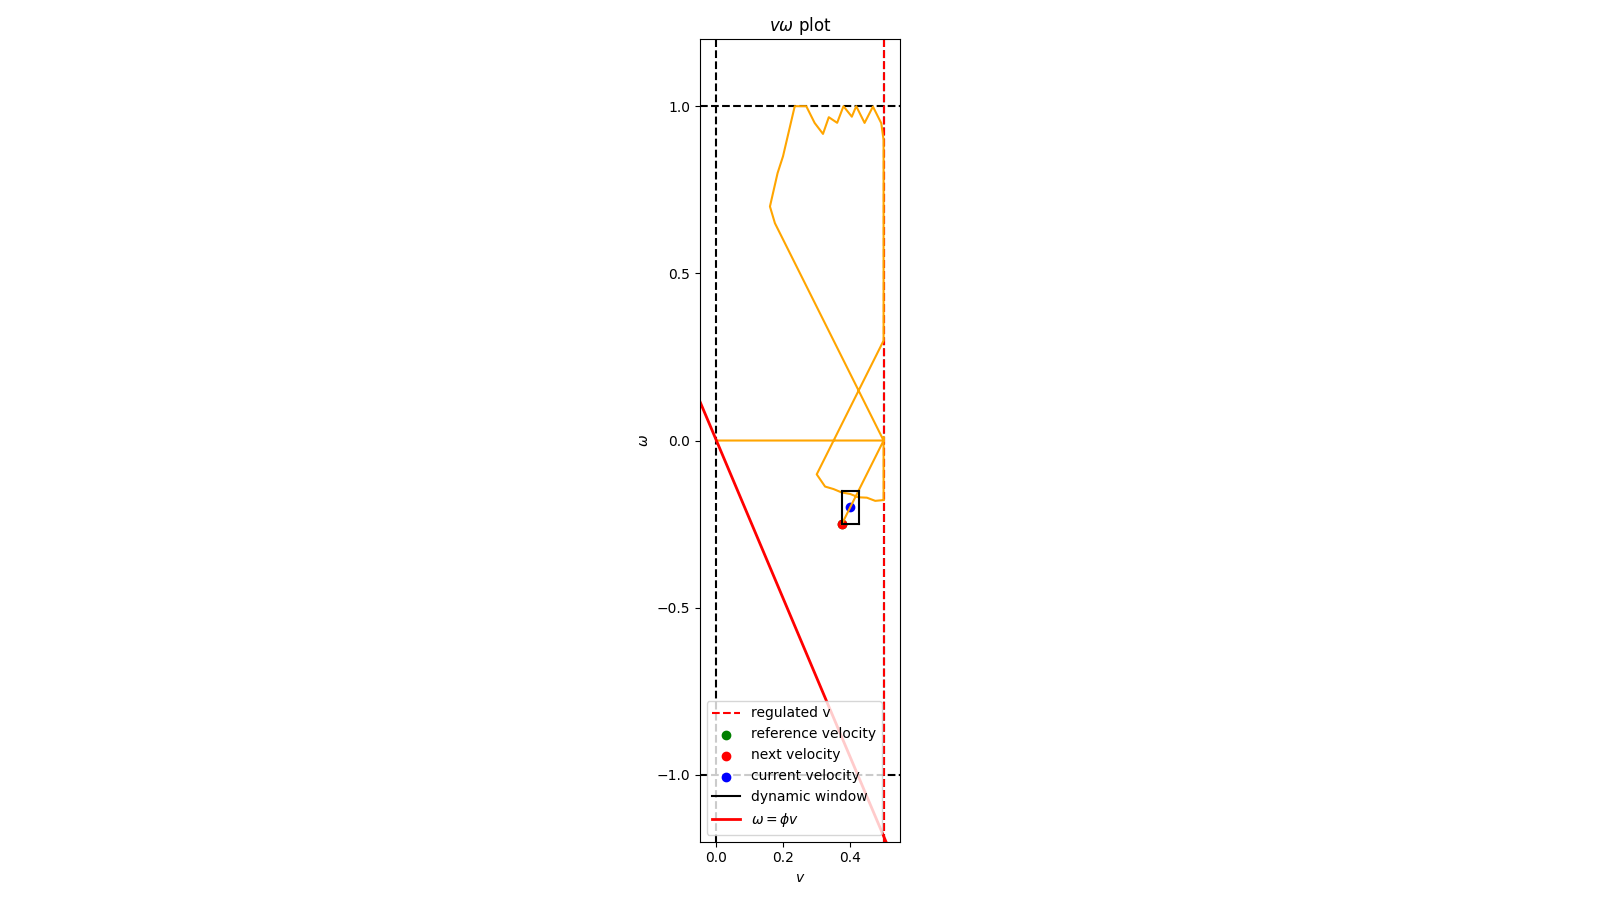 vω plot
1.0
0.5
0.0
−0.5
−1.0
ω
0.0 0.2 0.4
v
regulated v
reference velocity
next velocity
current velocity
dynamic window
ω = ϕv